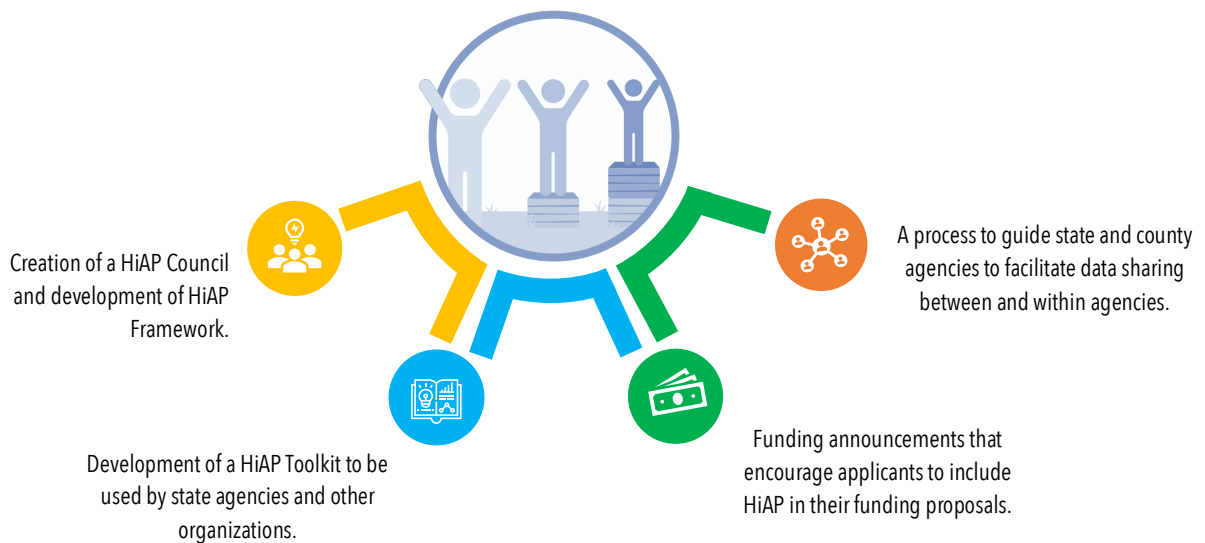 Creation of a HiAP Council
and development of HiAP
Framework.
Development of a HiAP Toolkit to be
used by state agencies and other
organizations.
Funding announcements that
encourage applicants to include
HiAP in their funding proposals.
A process to guide state and county
agencies to facilitate data sharing
between and within agencies.